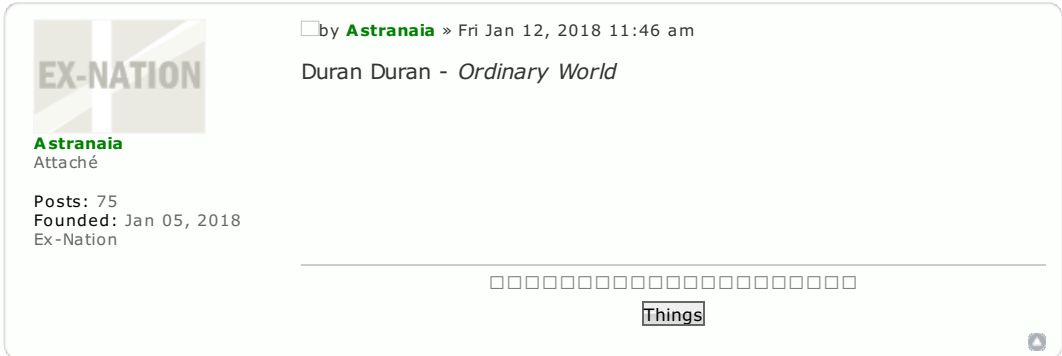 EX-NATION
Astranaia
Attaché
Posts: 75
Founded: Jan 05, 2018
Ex-Nation
by Astranaia » Fri Jan 12, 2018 11:46 am
Duran Duran - Ordinary World
□□□□□□□□□□□□□□□□□□□□□
Things